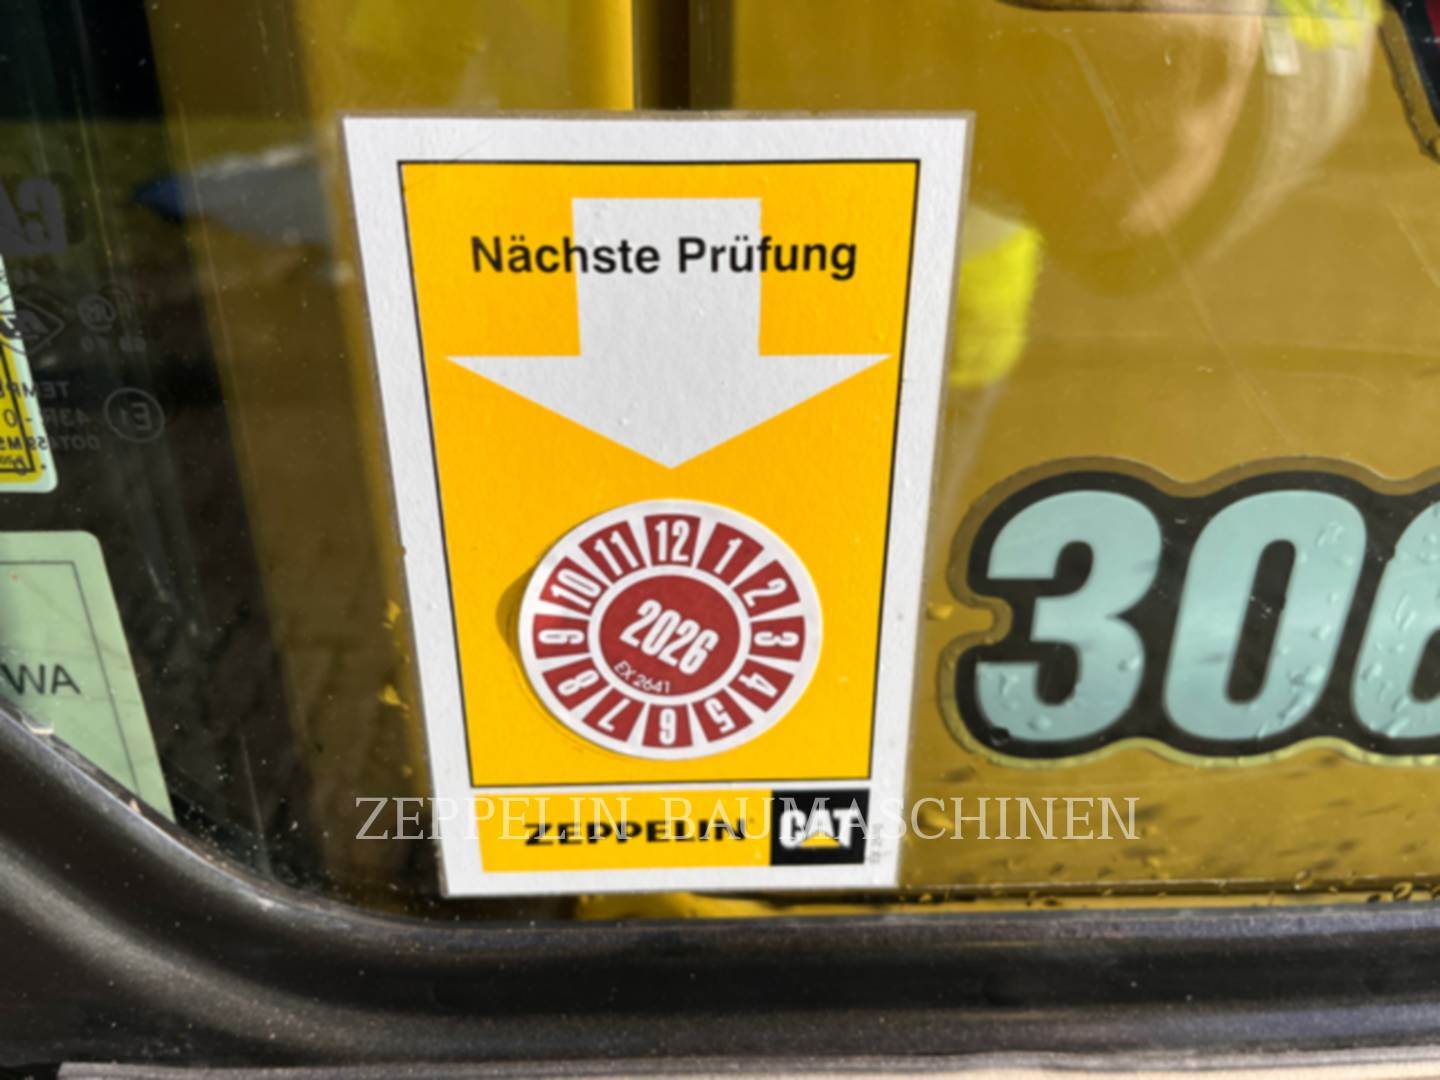 Nächste Prüfung
12
1
2
3
4
5
6
7
8
9
10
11
2026
EX 2641
ZEPPELIN CAT
306
WA
ZEPPELIN BAUMASCHINEN